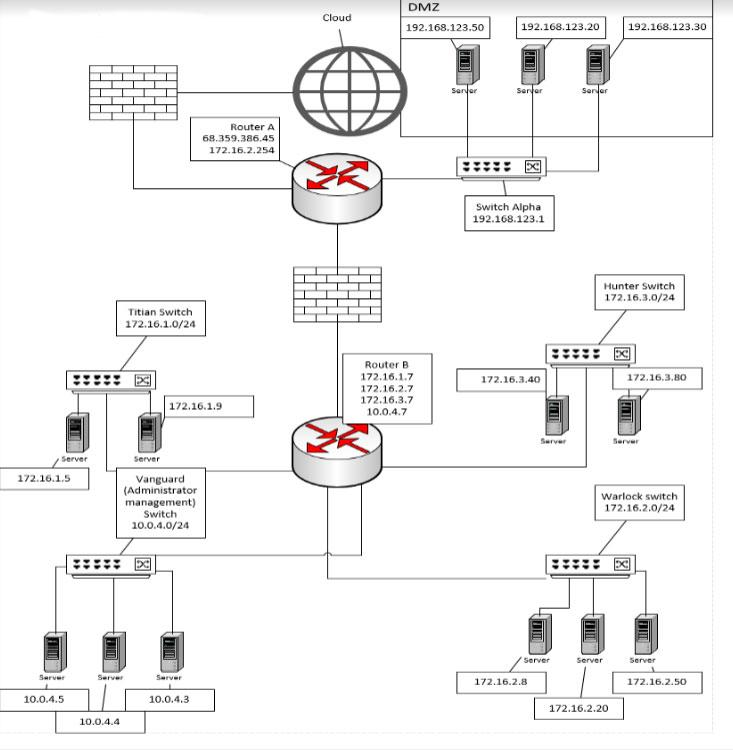 DMZ
Cloud
192.168.123.50
192.168.123.20
192.168.123.30
Server
Server
Server
Router A
68.359.386.45
172.16.2.254
Switch Alpha
192.168.123.1
Hunter Switch
172.16.3.0/24
Titian Switch
172.16.1.0/24
Router B
172.16.1.7
172.16.2.7
172.16.3.7
10.0.4.7
172.16.3.40
172.16.3.80
172.16.1.9
Server
Server
Server
Server
172.16.1.5
Vanguard
(Administrator
management)
Switch
10.0.4.0/24
Warlock switch
172.16.2.0/24
Server
Server
Server
Server
Server
Server
172.16.2.8
172.16.2.50
10.0.4.5
10.0.4.3
172.16.2.20
10.0.4.4